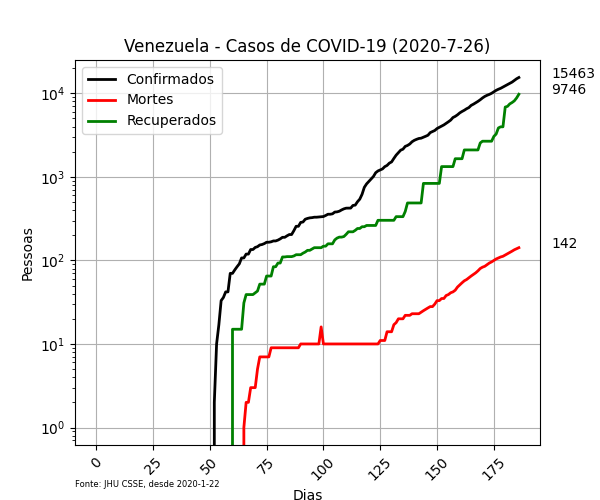 Venezuela - Casos de COVID-19 (2020-7-26)
Confirmados
Mortes
Recuperados
15463
9746
142
10⁴
10³
10²
10¹
10⁰
Pessoas
0 25 50 75 100 125 150 175
Fonte: JHU CSSE, desde 2020-1-22
Dias